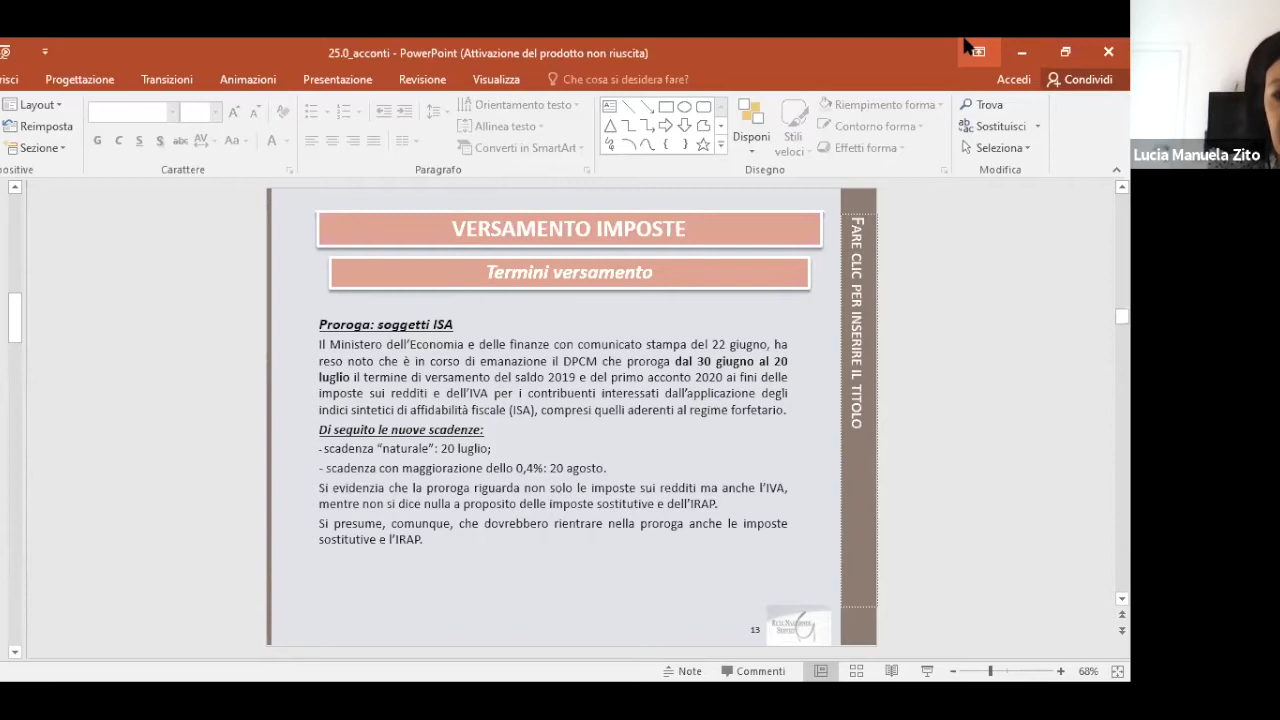 25.0_acconti - PowerPoint (Attivazione del prodotto non riuscita)
Progettazione Transizioni Animazioni Presentazione Revisione Visualizza Che cosa si desidera fare? Accedi Condividi
Layout
Reimposta
Sezione
Orientamento testo
Allinea testo
Converti in SmartArt
Disponi
Stili
veloci
Riempimento forma
Contorno forma
Effetti forma
Trova
Sostituisci
Seleziona
Carattere Paragrafo Disegno Modifica
Lucia Manuela Zito
VERSAMENTO IMPOSTE
Termini versamento
Proroga: soggetti ISA
Il Ministero dell'Economia e delle finanze con comunicato stampa del 22 giugno, ha
reso noto che è in corso di emanazione il DPCM che proroga dal 30 giugno al 20
luglio il termine di versamento del saldo 2019 e del primo acconto 2020 ai fini delle
imposte sui redditi e dell'IVA per i contribuenti interessati dall'applicazione degli
indici sintetici di affidabilità fiscale (ISA), compresi quelli aderenti al regime forfetario.
Di seguito le nuove scadenze:
- scadenza "naturale": 20 luglio;
- scadenza con maggiorazione dello 0,4%: 20 agosto.
Si evidenzia che la proroga riguarda non solo le imposte sui redditi ma anche l'IVA,
mentre non si dice nulla a proposito delle imposte sostitutive e dell'IRAP.
Si presume, comunque, che dovrebbero rientrare nella proroga anche le imposte
sostitutive e l'IRAP.
13
FARE CLIC PER INSERIRE IL TITOLO
Note Commenti 68%